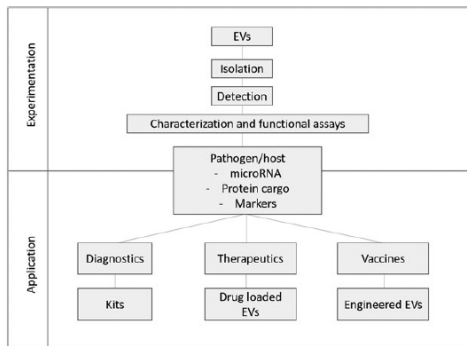 Experimentation
EVs
Isolation
Detection
Characterization and functional assays
Pathogen/host
- microRNA
- Protein cargo
- Markers
Application
Diagnostics
Therapeutics
Vaccines
Kits
Drug loaded
EVs
Engineered EVs